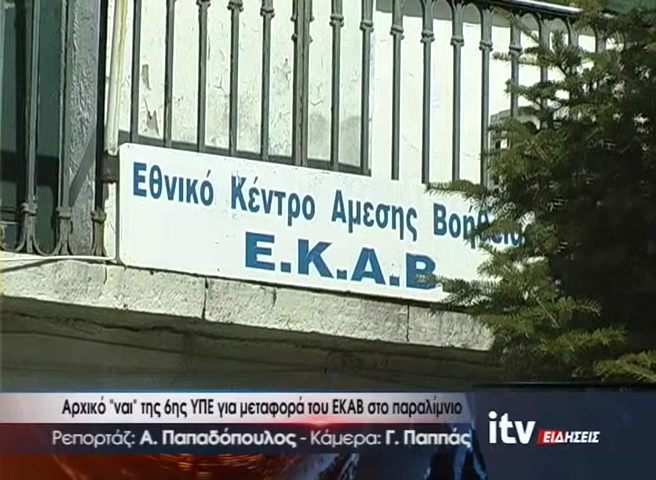 Εθνικό Κέντρο Αμεσης Βοηθειας
Ε.Κ.Α.Β
Αρχικό "ναι" της 6ης ΥΠΕ για μεταφορά του ΕΚΑΒ στο παραλίμνιο
Ρεπορτάζ: Α. Παπαδόπουλος - Κάμερα: Γ. Παππάς
itv ΕΙΔΗΣΕΙΣ